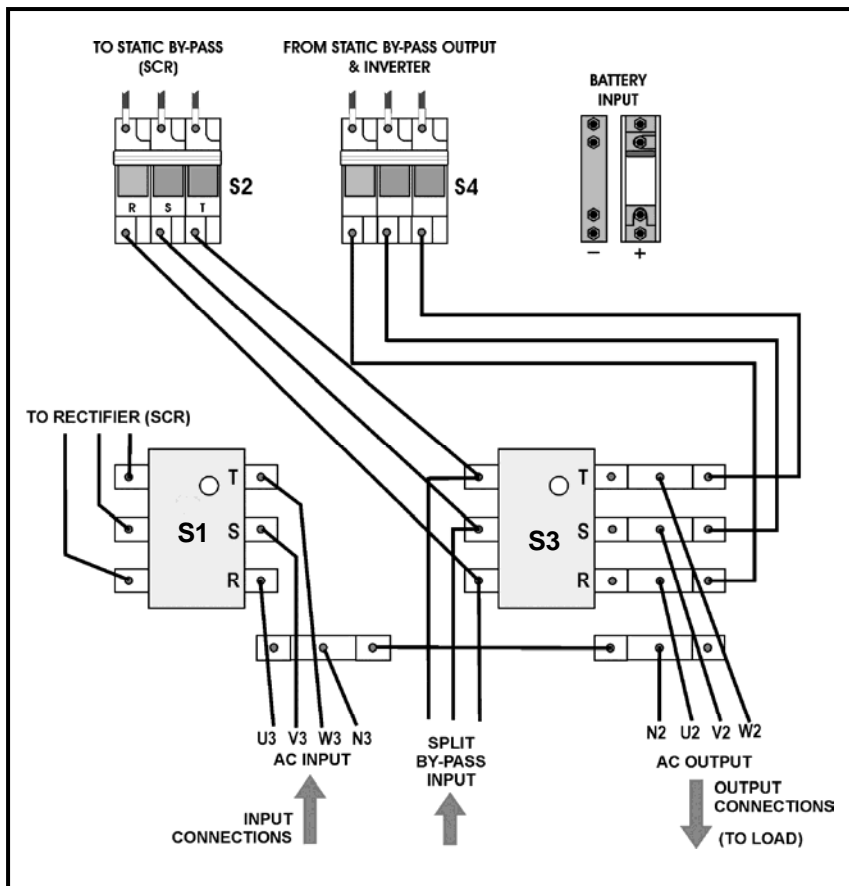 TO STATIC BY-PASS
(SCR)
FROM STATIC BY-PASS OUTPUT
& INVERTER
BATTERY
INPUT
S2
S4
R S T
– +
TO RECTIFIER (SCR)
T
S1
S
R
T
S3
S
R
U3 V3 W3 N3
AC INPUT
SPLIT
BY-PASS
INPUT
N2 U2 V2 W2
AC OUTPUT
INPUT
CONNECTIONS
OUTPUT
CONNECTIONS
(TO LOAD)